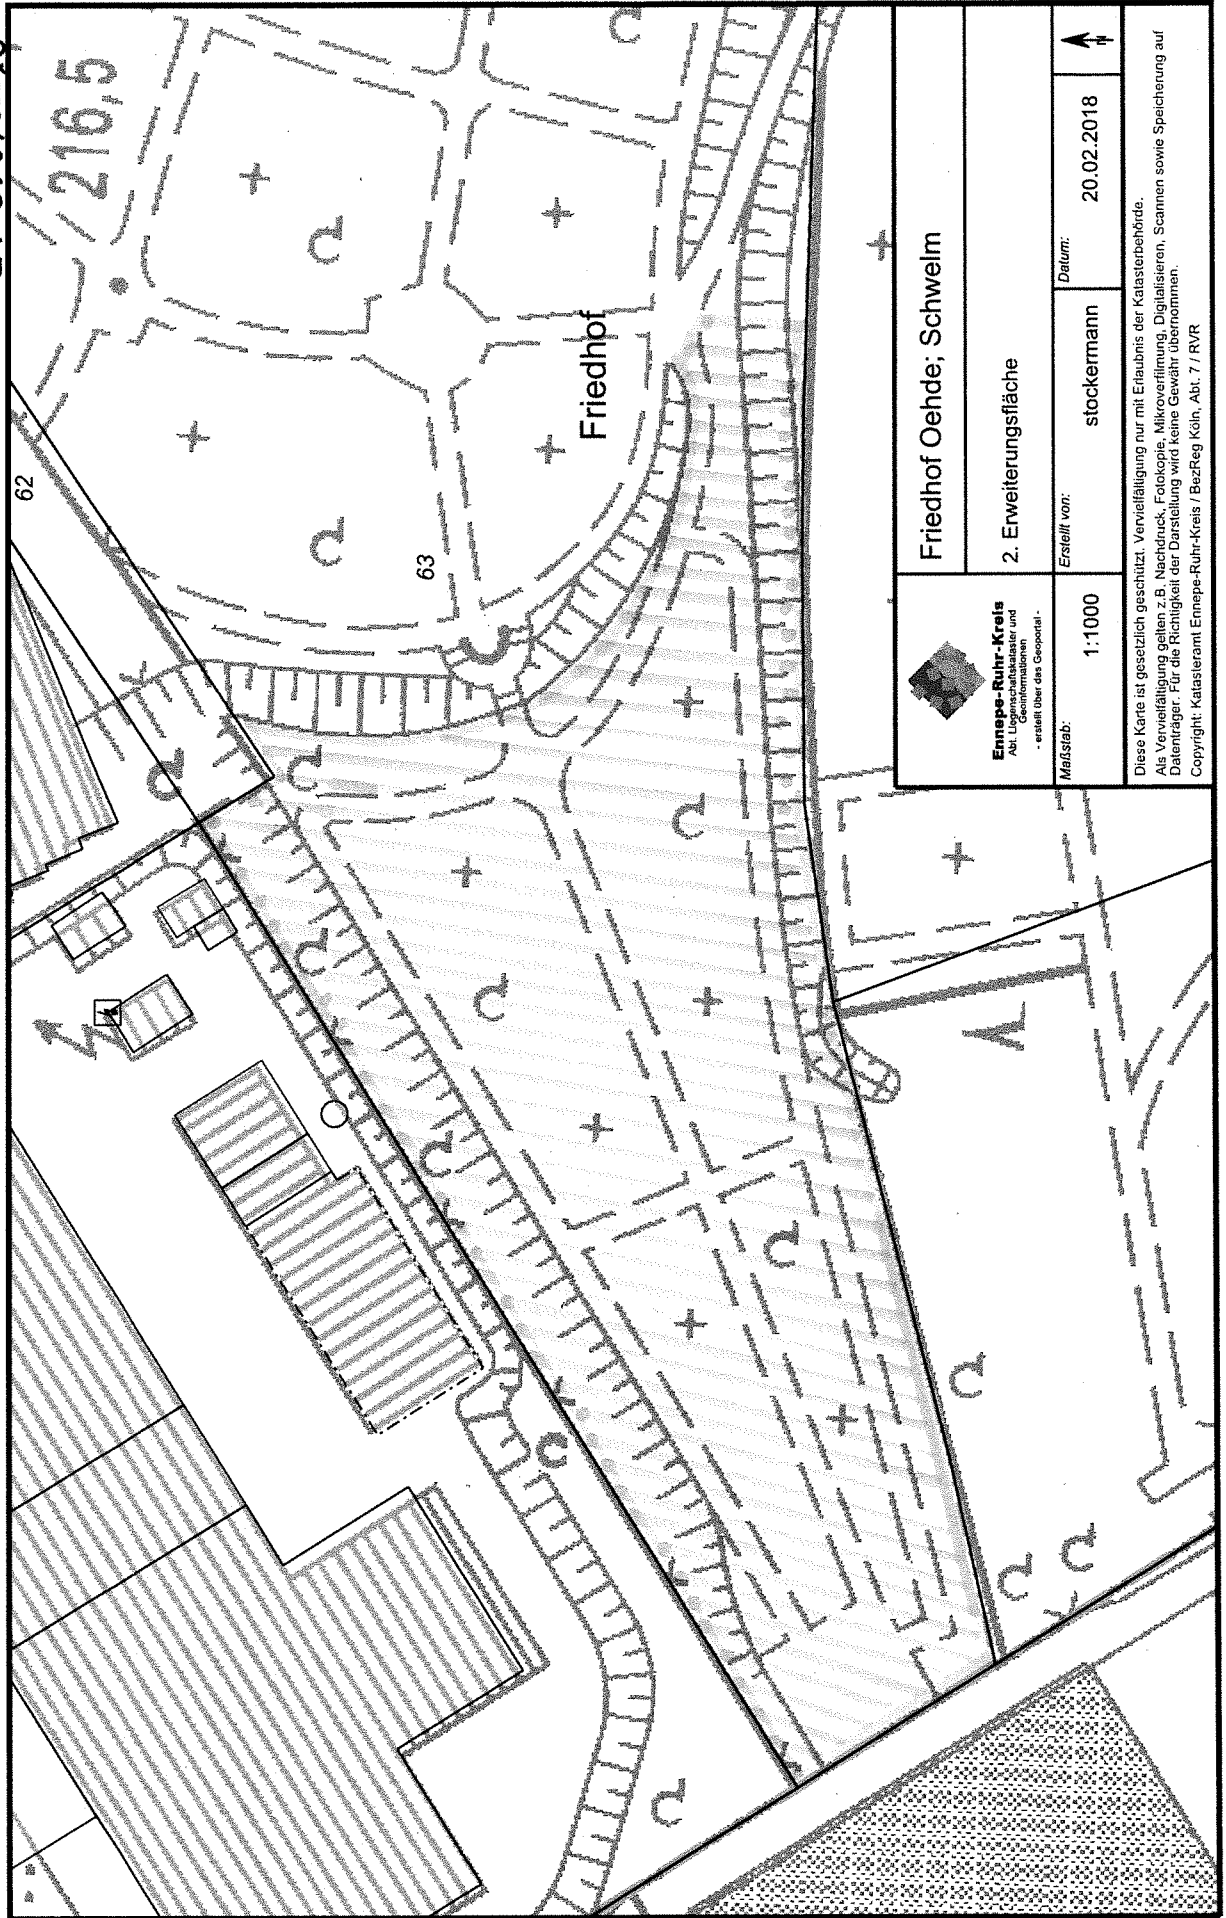 216,5
62
63
Friedhof
Ennepe-Ruhr-Kreis
Abt. Liegenschaftskataster und
Geoinformationen
- erstellt über das Geoportal -
Friedhof Oehde; Schwelm
2. Erweiterungsfläche
Maßstab:
1:1000
Erstellt von:
stockermann
Datum:
20.02.2018
N
Diese Karte ist gesetzlich geschützt. Vervielfältigung nur mit Erlaubnis der Katasterbehörde.
Als Vervielfältigung gelten z.B. Nachdruck, Fotokopie, Mikroverfilmung, Digitalisieren, Scannen sowie Speicherung auf
Datenträger. Für die Richtigkeit der Darstellung wird keine Gewähr übernommen.
Copyright: Katasteramt Ennepe-Ruhr-Kreis / BezReg Köln, Abt. 7 / RVR